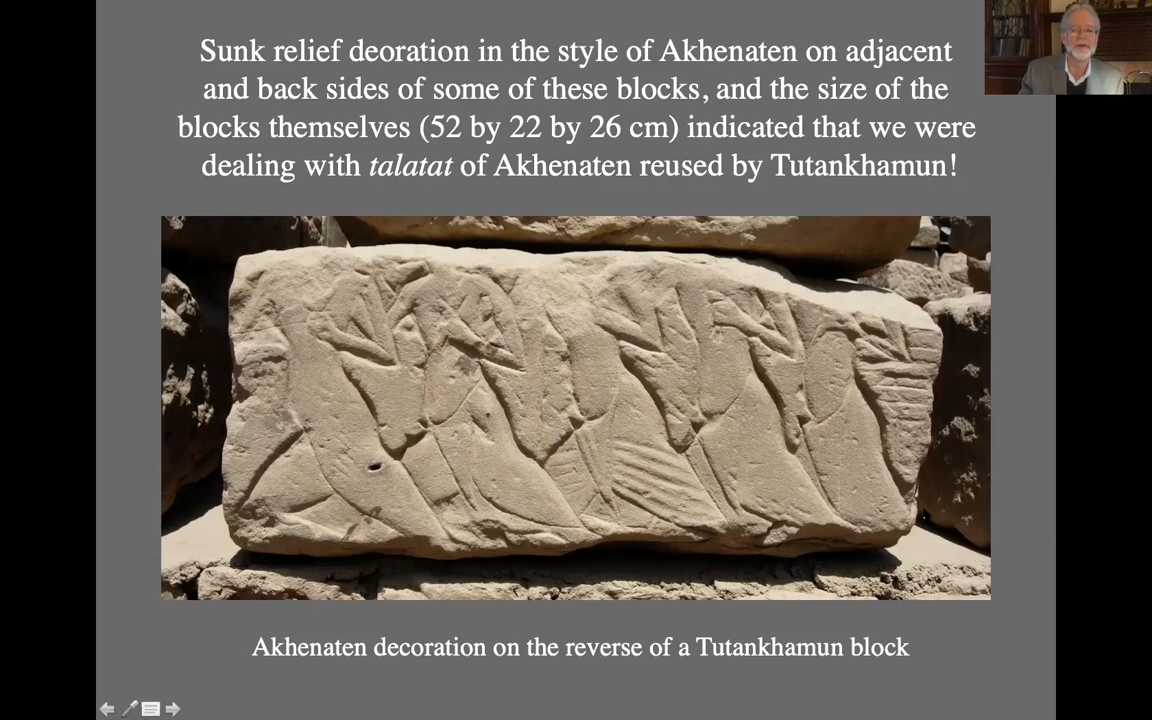 Sunk relief deoration in the style of Akhenaten on adjacent
and back sides of some of these blocks, and the size of the
blocks themselves (52 by 22 by 26 cm) indicated that we were
dealing with talatat of Akhenaten reused by Tutankhamun!
Akhenaten decoration on the reverse of a Tutankhamun block